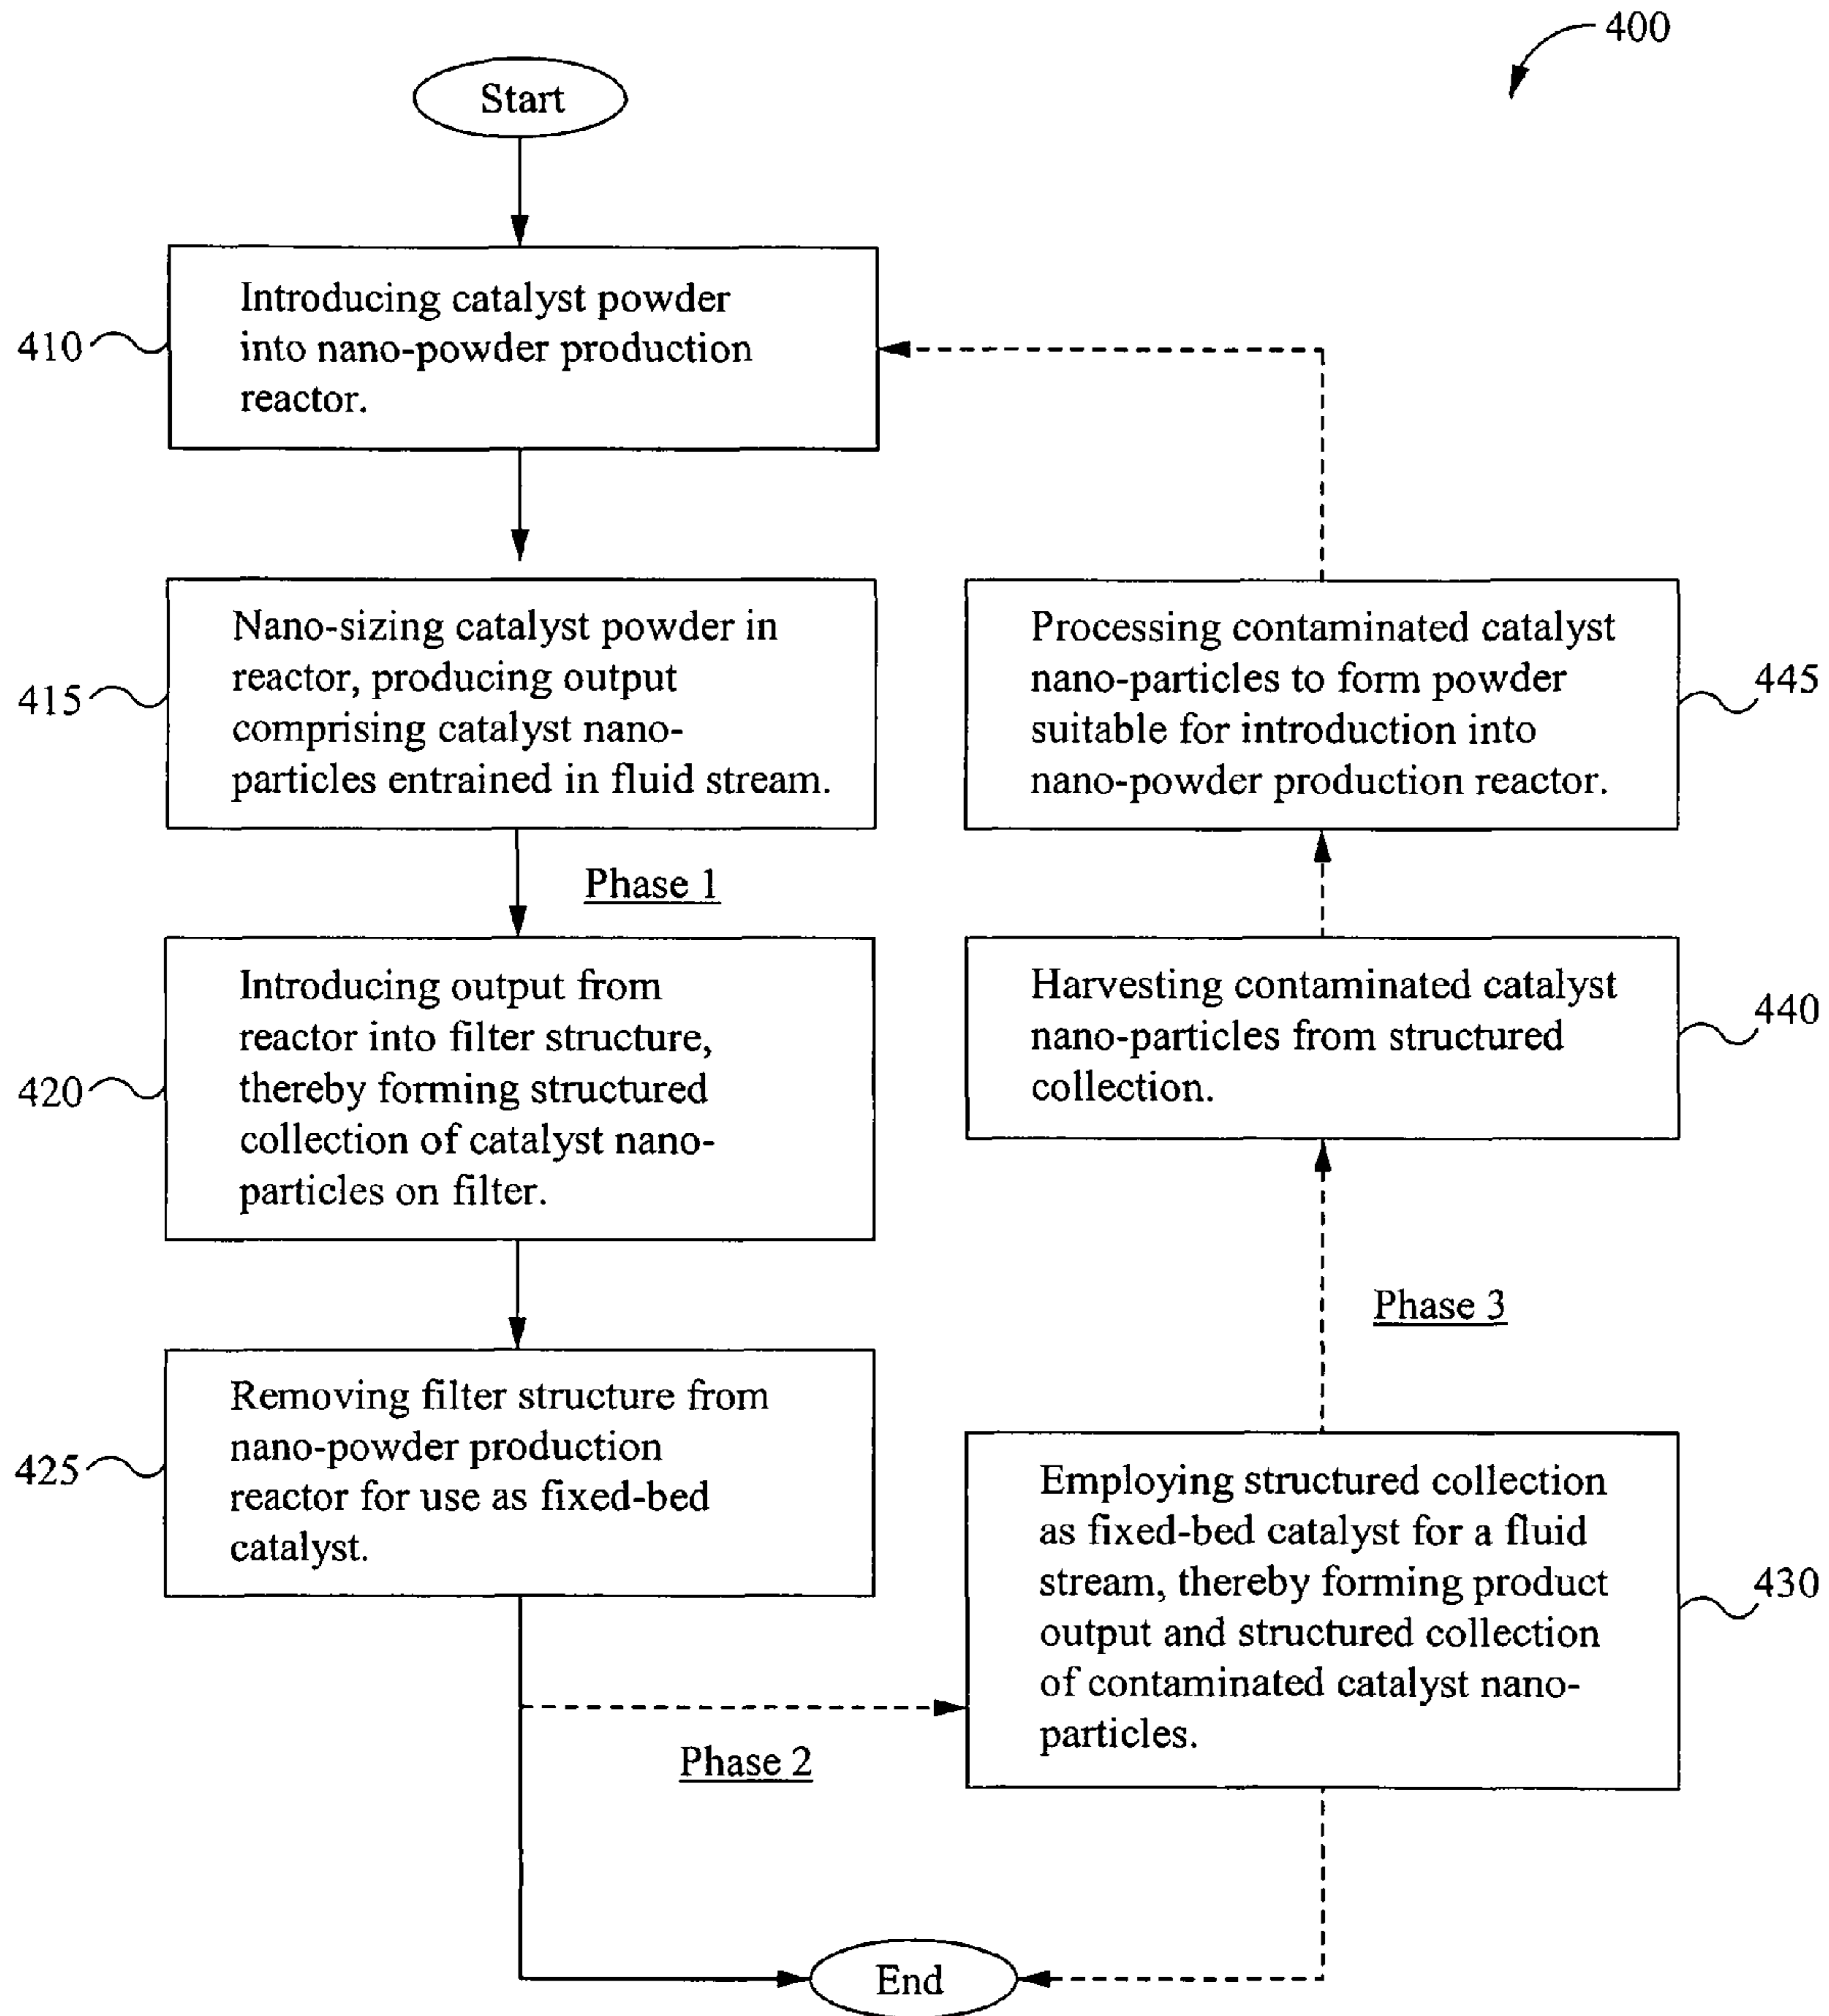 400
Start
410
Introducing catalyst powder
into nano-powder production
reactor.
415
Nano-sizing catalyst powder in
reactor, producing output
comprising catalyst nano-
particles entrained in fluid stream.
Processing contaminated catalyst
nano-particles to form powder
suitable for introduction into
nano-powder production reactor.
445
Phase 1
420
Introducing output from
reactor into filter structure,
thereby forming structured
collection of catalyst nano-
particles on filter.
Harvesting contaminated catalyst
nano-particles from structured
collection.
440
Phase 3
425
Removing filter structure from
nano-powder production
reactor for use as fixed-bed
catalyst.
Employing structured collection
as fixed-bed catalyst for a fluid
stream, thereby forming product
output and structured collection
of contaminated catalyst nano-
particles.
430
Phase 2
End